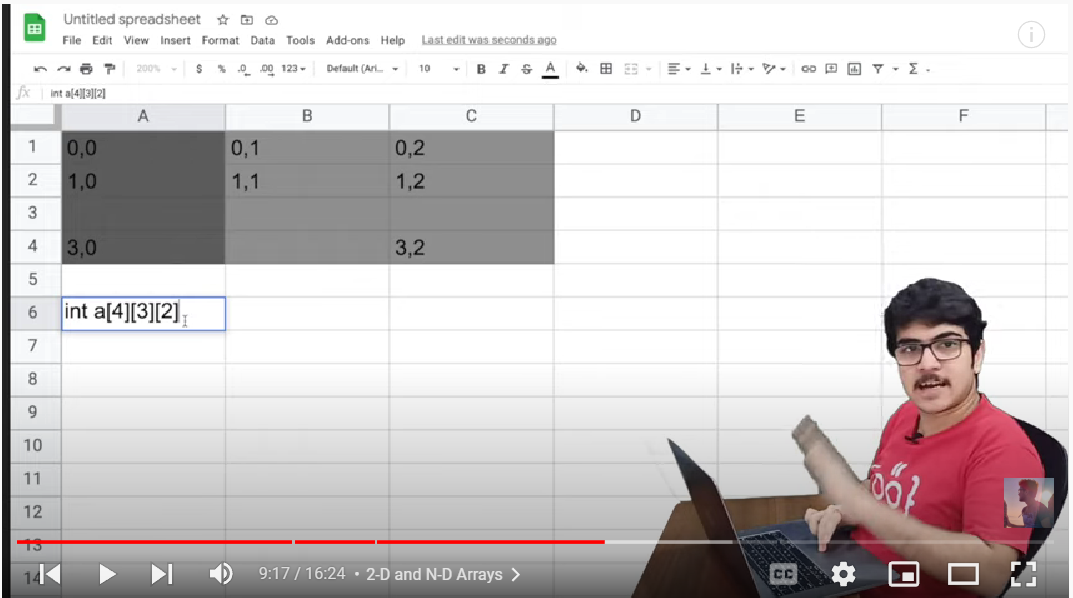 Untitled spreadsheet
File Edit View Insert Format Data Tools Add-ons Help Last edit was seconds ago
200% $ % .0 .00 123 Default (Ari... 10 B I S A Σ
fx int a[4][3][2]
A B C D E F
1 0,0 0,1 0,2
2 1,0 1,1 1,2
3
4 3,0 3,2
5
6 int a[4][3][2]
7
8
9
10
11
12
13
14
9:17 / 16:24 • 2-D and N-D Arrays
CC